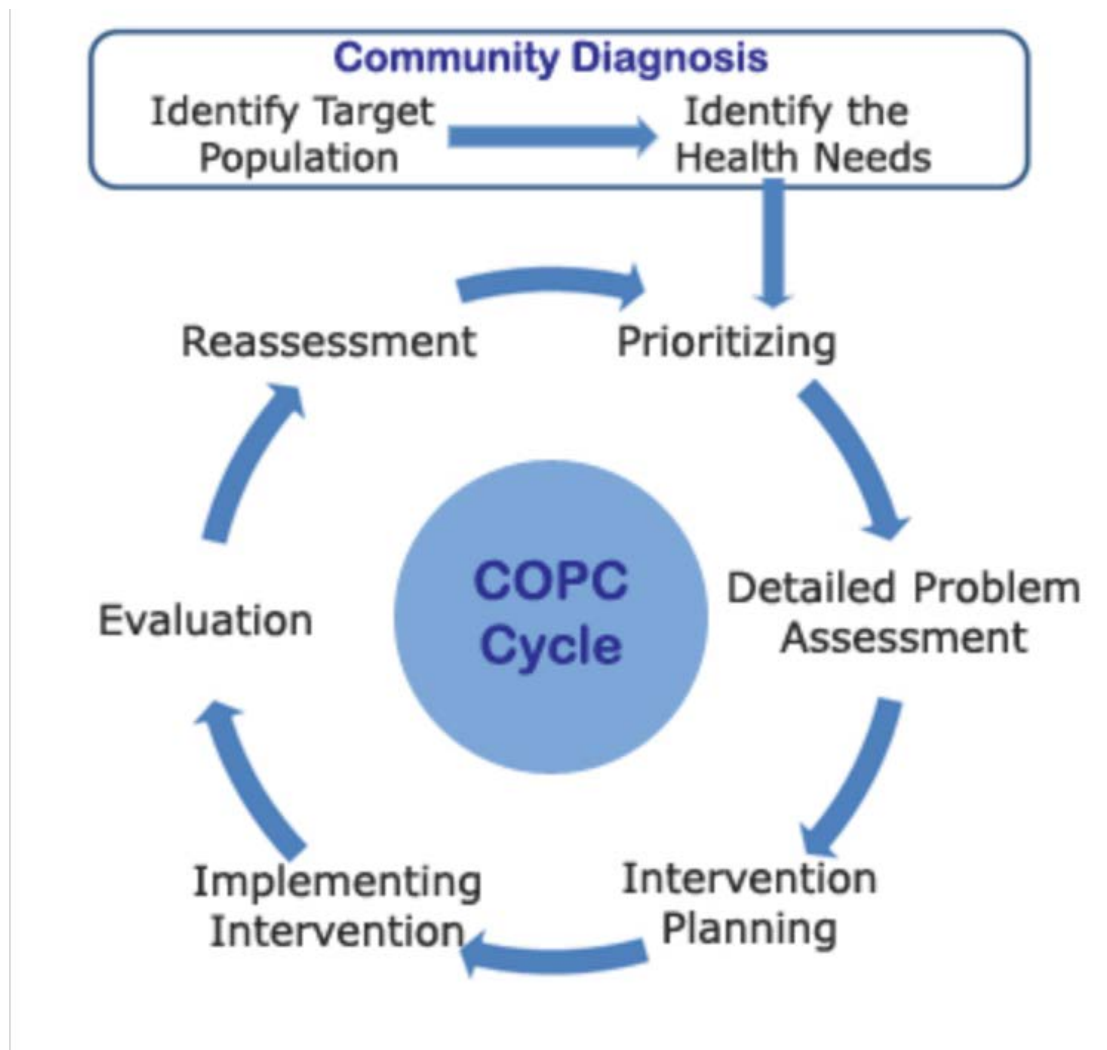 Community Diagnosis
Identify Target
Population
Identify the
Health Needs
Reassessment
Prioritizing
COPC
Cycle
Detailed Problem
Assessment
Evaluation
Implementing
Intervention
Intervention
Planning